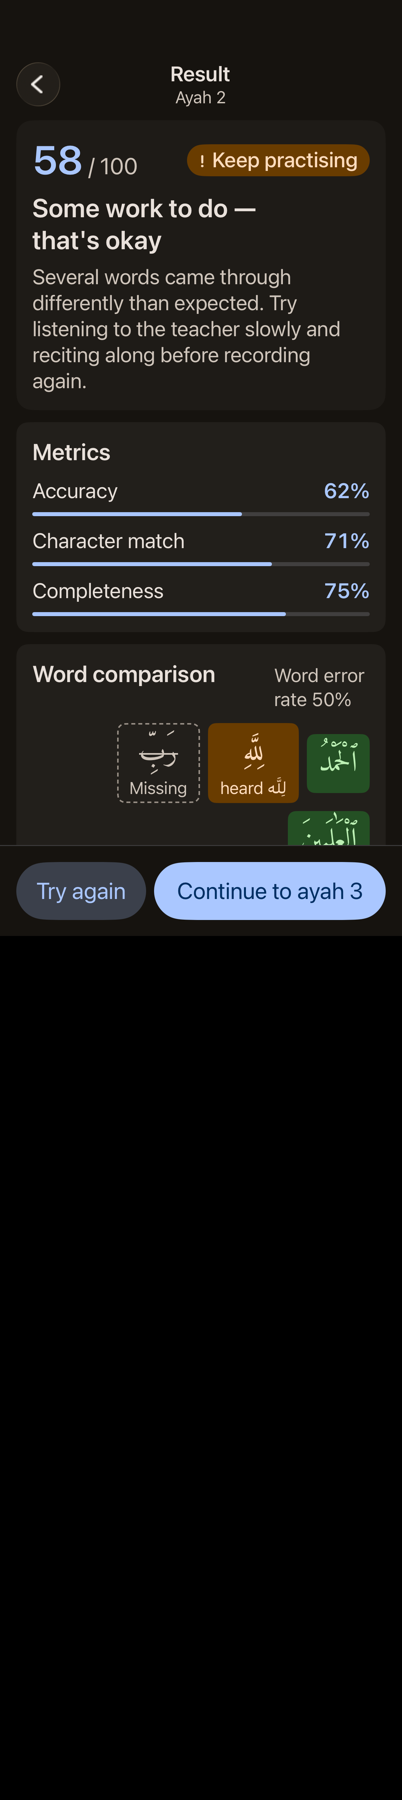 Result
Ayah 2
58 / 100
! Keep practising
Some work to do —
that's okay
Several words came through
differently than expected. Try
listening to the teacher slowly and
reciting along before recording
again.
Metrics
Accuracy 62%
Character match 71%
Completeness 75%
Word comparison
Word error
rate 50%
ٱلْحَمْدُ لِلَّهِ رَبِّ
heard لِلَّه Missing
ٱلْعَٰلَمِينَ
Try again
Continue to ayah 3